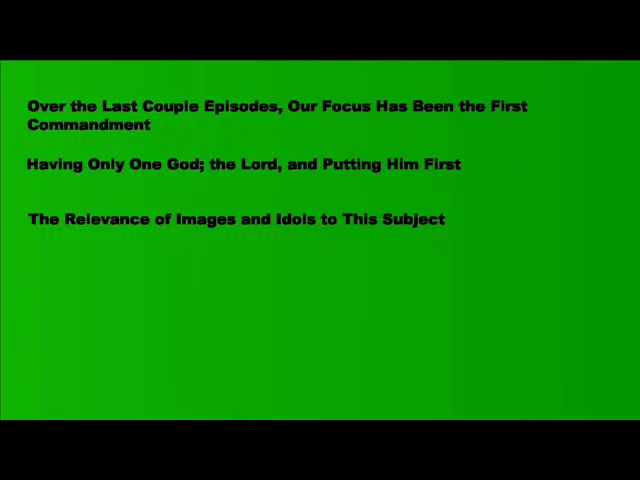 Over the Last Couple Episodes, Our Focus Has Been the First
Commandment
Having Only One God; the Lord, and Putting Him First
The Relevance of Images and Idols to This Subject